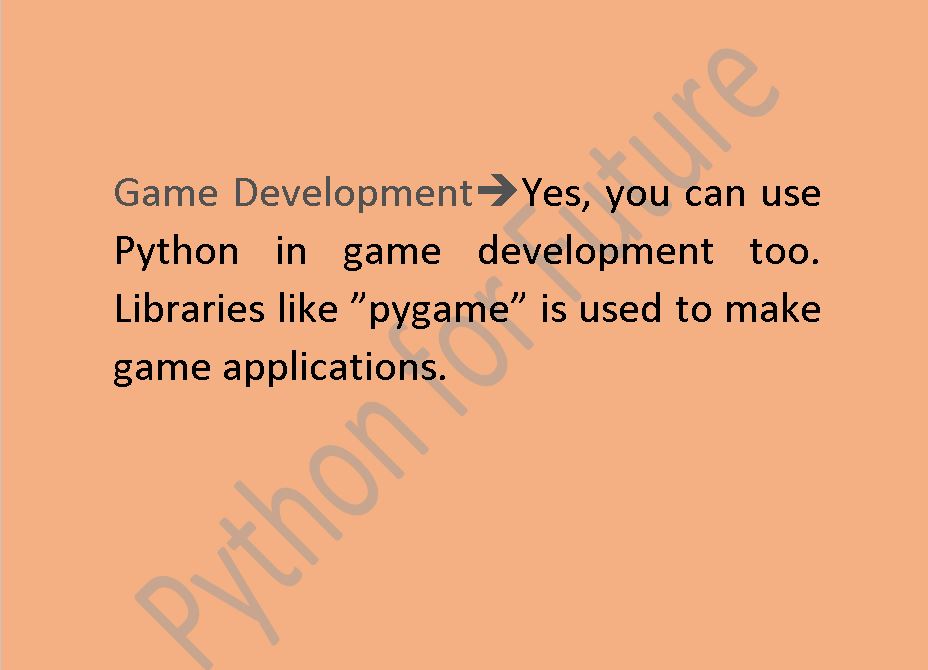 Game Development➔Yes, you can use
Python in game development too.
Libraries like ”pygame” is used to make
game applications.
Python for Future